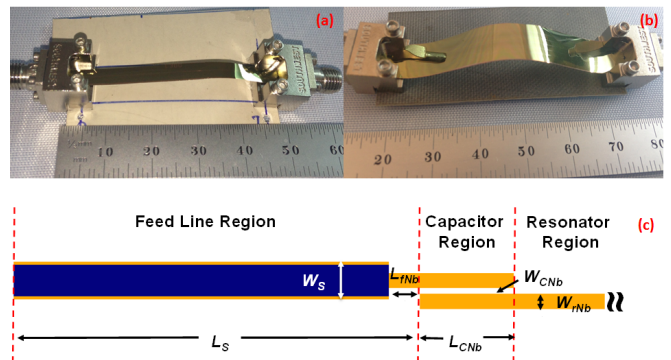 (a)
(b)
SOUTHWEST
10 20 30 40 50 60
20 30 40 50 60 70 80
(c)
Feed Line Region
Capacitor Region
Resonator Region
W_S
L_fNb
W_CNb
W_rNb
L_S
L_CNb